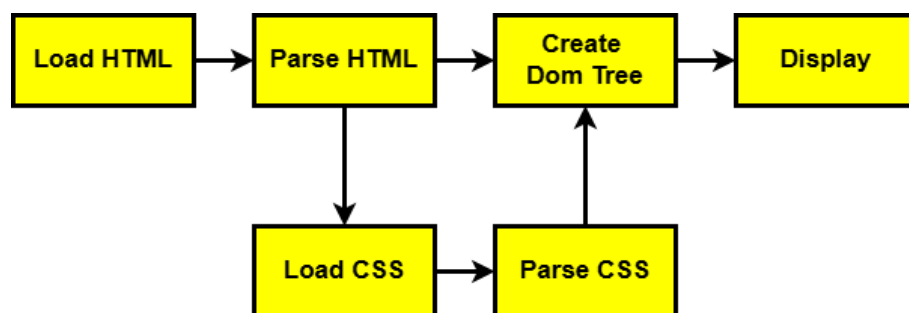 Load HTML
Parse HTML
Create
Dom Tree
Display
Load CSS
Parse CSS